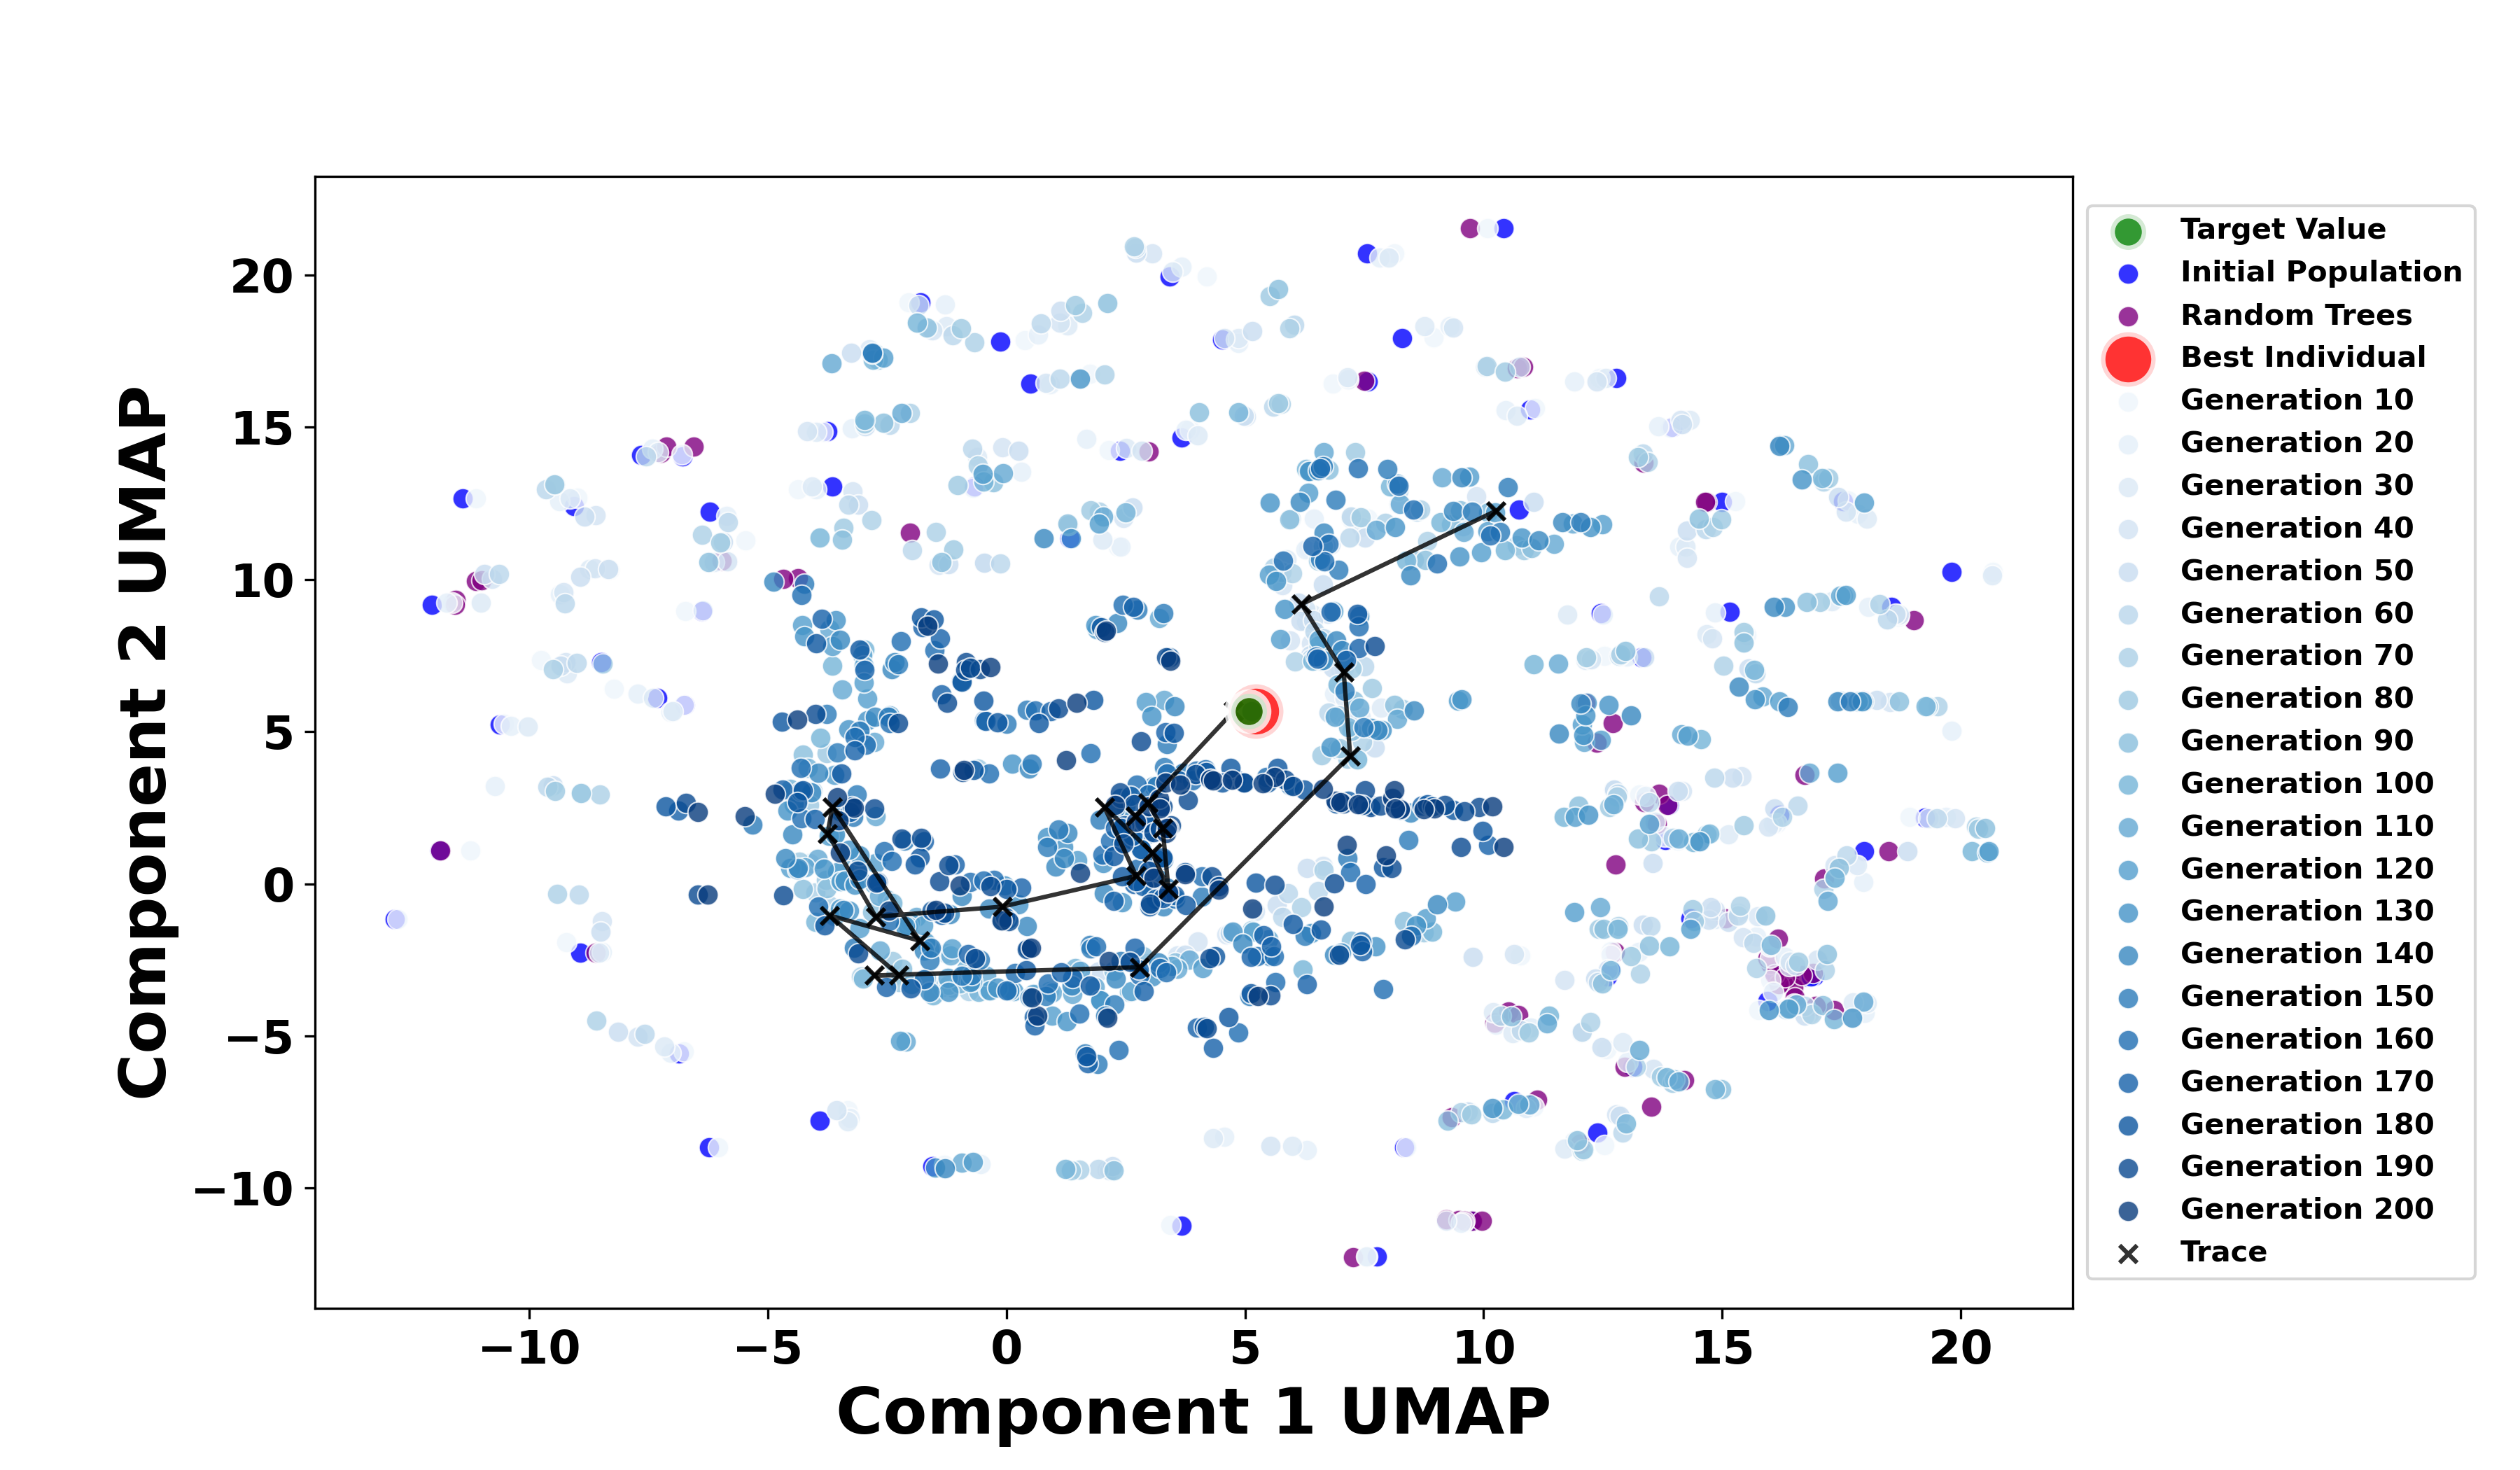 Component 2 UMAP
20
15
10
5
0
−5
−10
−10
−5
0
5
10
15
20
Component 1 UMAP
Target Value
Initial Population
Random Trees
Best Individual
Generation 10
Generation 20
Generation 30
Generation 40
Generation 50
Generation 60
Generation 70
Generation 80
Generation 90
Generation 100
Generation 110
Generation 120
Generation 130
Generation 140
Generation 150
Generation 160
Generation 170
Generation 180
Generation 190
Generation 200
Trace